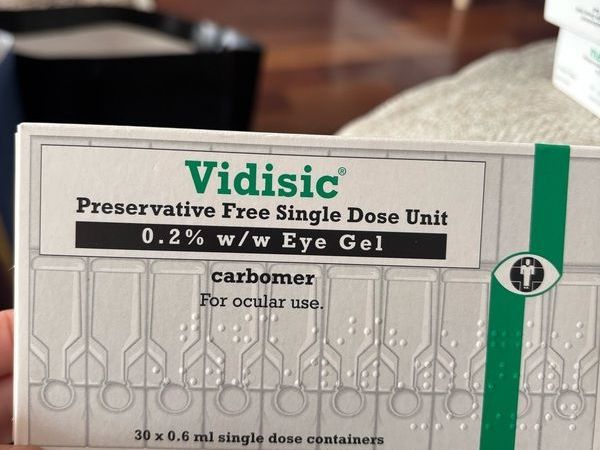 Vidisic®
Preservative Free Single Dose Unit
0.2% w/w Eye Gel
carbomer
For ocular use.
30 x 0.6 ml single dose containers